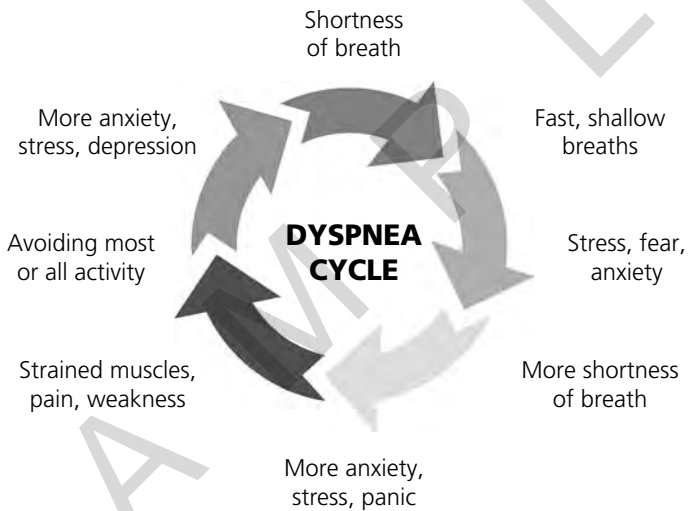 Shortness
of breath
Fast, shallow
breaths
Stress, fear,
anxiety
More shortness
of breath
More anxiety,
stress, panic
Strained muscles,
pain, weakness
Avoiding most
or all activity
More anxiety,
stress, depression
DYSPNEA
CYCLE